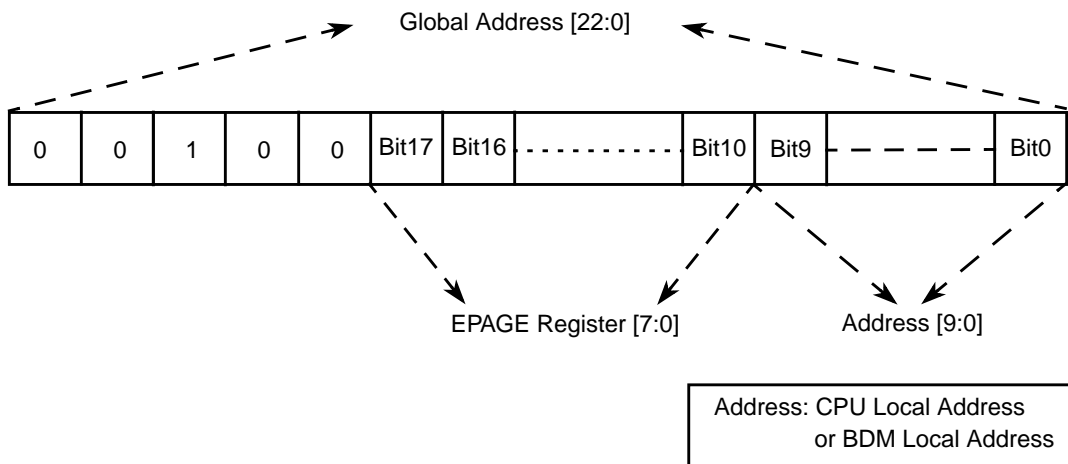 Global Address [22:0]
0 0 1 0 0 Bit17 Bit16 Bit10 Bit9 Bit0
EPAGE Register [7:0] Address [9:0]
Address: CPU Local Address
or BDM Local Address